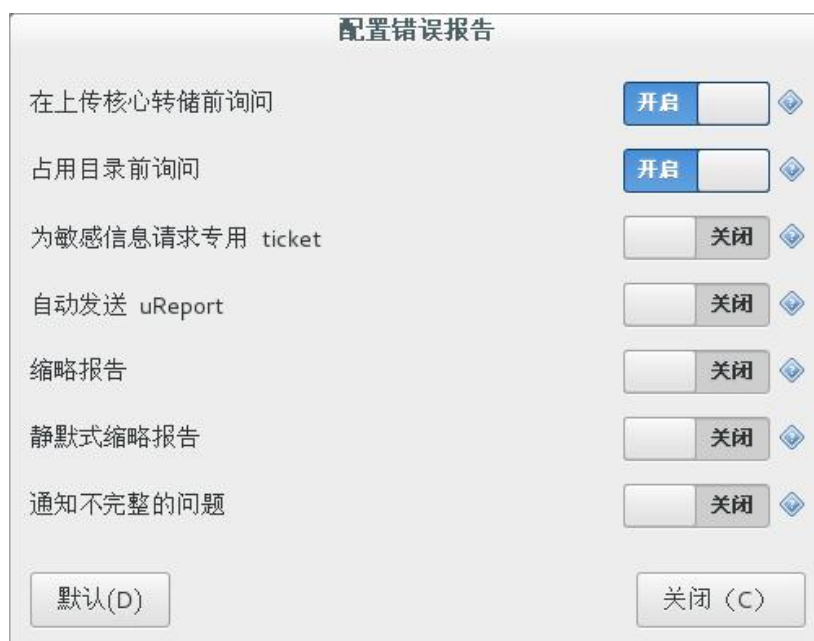 配置错误报告
在上传核心转储前询问 开启
占用目录前询问 开启
为敏感信息请求专用 ticket 关闭
自动发送 uReport 关闭
缩略报告 关闭
静默式缩略报告 关闭
通知不完整的问题 关闭
默认(D) 关闭（C）